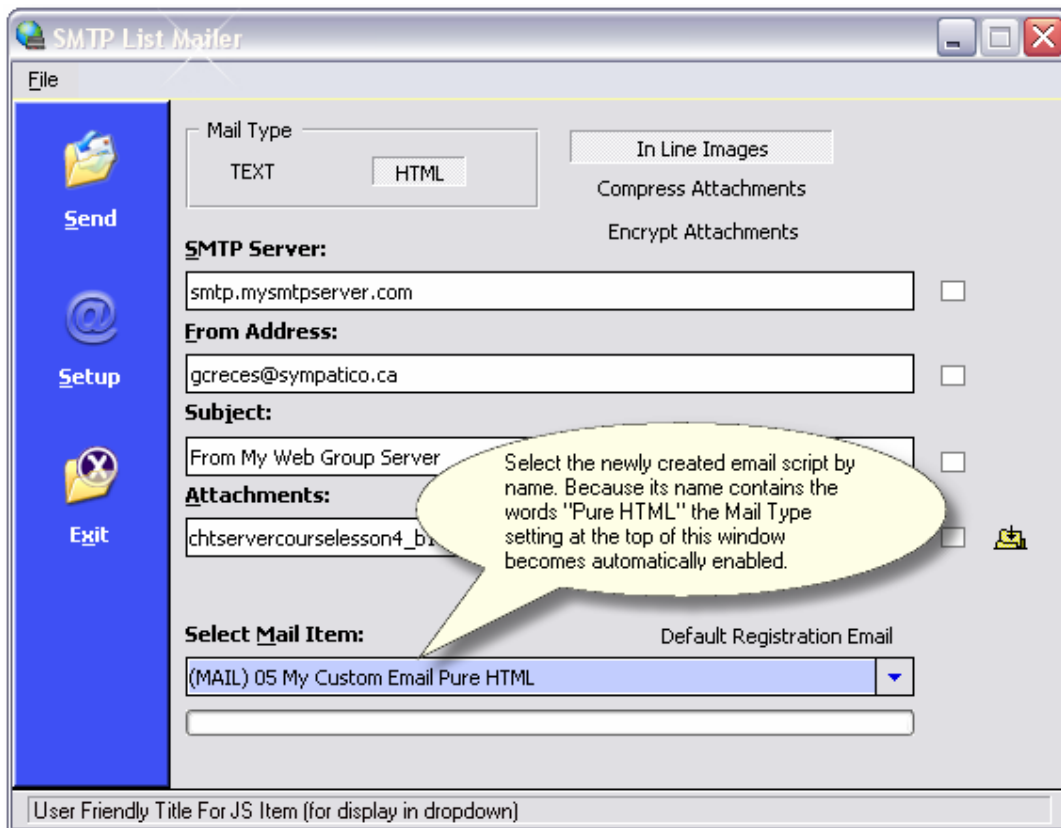 SMTP List Mailer
File
Mail Type
TEXT
HTML
In Line Images
Compress Attachments
Encrypt Attachments
Send
Setup
Exit
SMTP Server:
smtp.mysmtpserver.com
From Address:
gcreces@sympatico.ca
Subject:
From My Web Group Server
Attachments:
Select the newly created email script by
name. Because its name contains the
words "Pure HTML" the Mail Type
setting at the top of this window
becomes automatically enabled.
Select Mail Item:
Default Registration Email
(MAIL) 05 My Custom Email Pure HTML
User Friendly Title For JS Item (for display in dropdown)